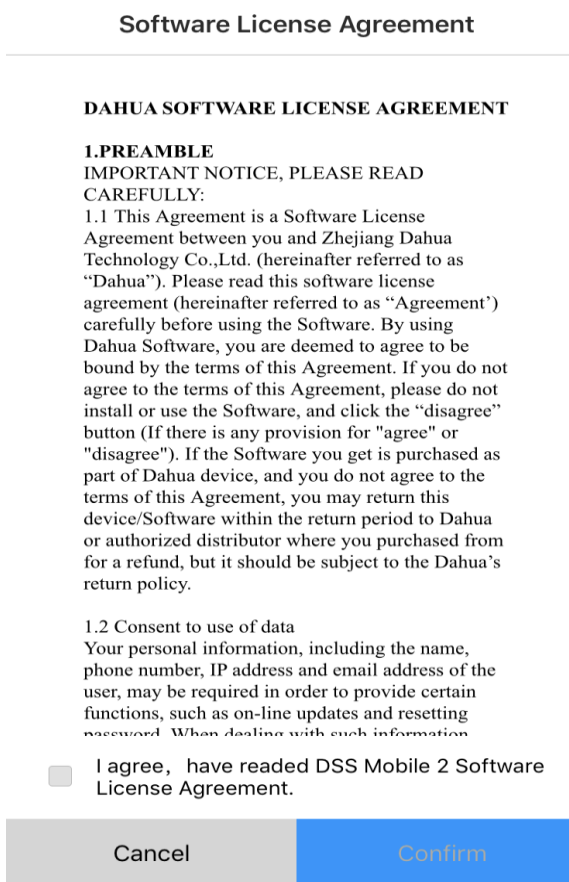 Software License Agreement
DAHUA SOFTWARE LICENSE AGREEMENT
1.PREAMBLE
IMPORTANT NOTICE, PLEASE READ
CAREFULLY:
1.1 This Agreement is a Software License
Agreement between you and Zhejiang Dahua
Technology Co.,Ltd. (hereinafter referred to as
“Dahua”). Please read this software license
agreement (hereinafter referred to as “Agreement’)
carefully before using the Software. By using
Dahua Software, you are deemed to agree to be
bound by the terms of this Agreement. If you do not
agree to the terms of this Agreement, please do not
install or use the Software, and click the “disagree”
button (If there is any provision for "agree" or
"disagree"). If the Software you get is purchased as
part of Dahua device, and you do not agree to the
terms of this Agreement, you may return this
device/Software within the return period to Dahua
or authorized distributor where you purchased from
for a refund, but it should be subject to the Dahua’s
return policy.
1.2 Consent to use of data
Your personal information, including the name,
phone number, IP address and email address of the
user, may be required in order to provide certain
functions, such as on-line updates and resetting
password. When dealing with such information
I agree, have readed DSS Mobile 2 Software
License Agreement.
Cancel
Confirm